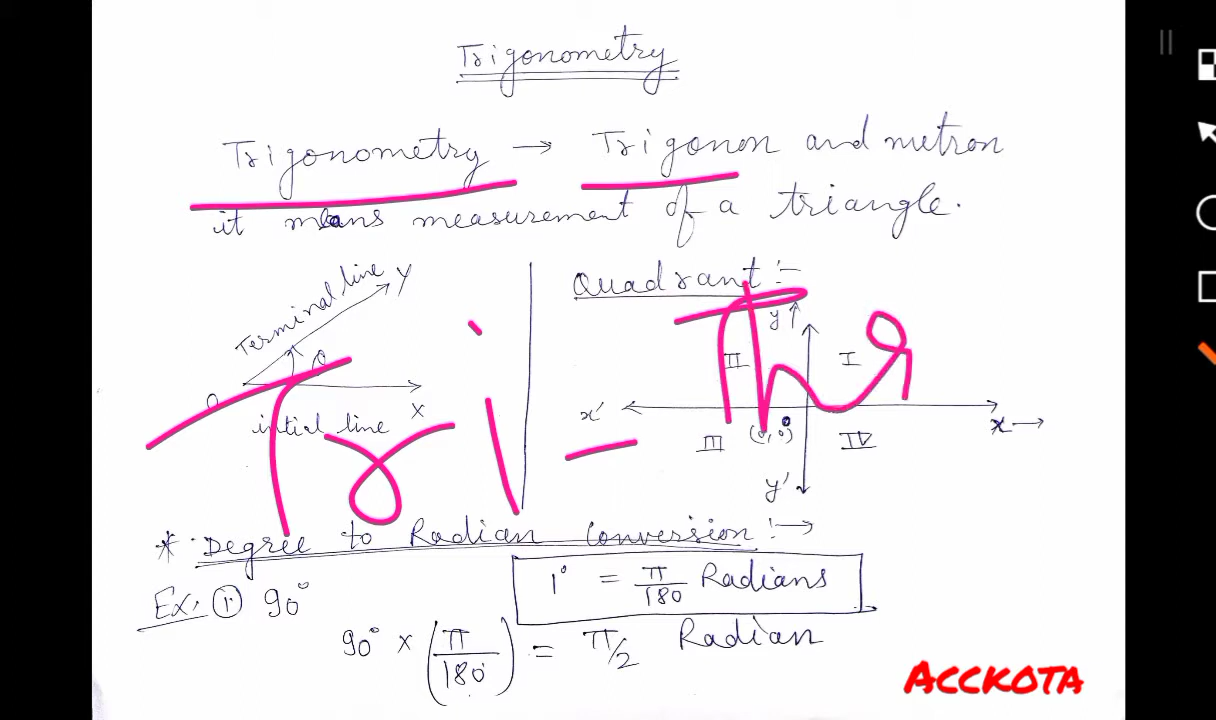 Trigonometry
Trigonometry → Trigonon and metron
it means measurement of a triangle.
Terminal line Y
θ
O
initial line
X
Quadrant :-
y ↑
II
I
x'
x →
III
(0,0)
IV
y'
Tri - Thr
* Degree to Radian Conversion :→
1° = π/180 Radians
Ex:- ① 90°
90° × (π/180) = π/2 Radian
ACCKOTA